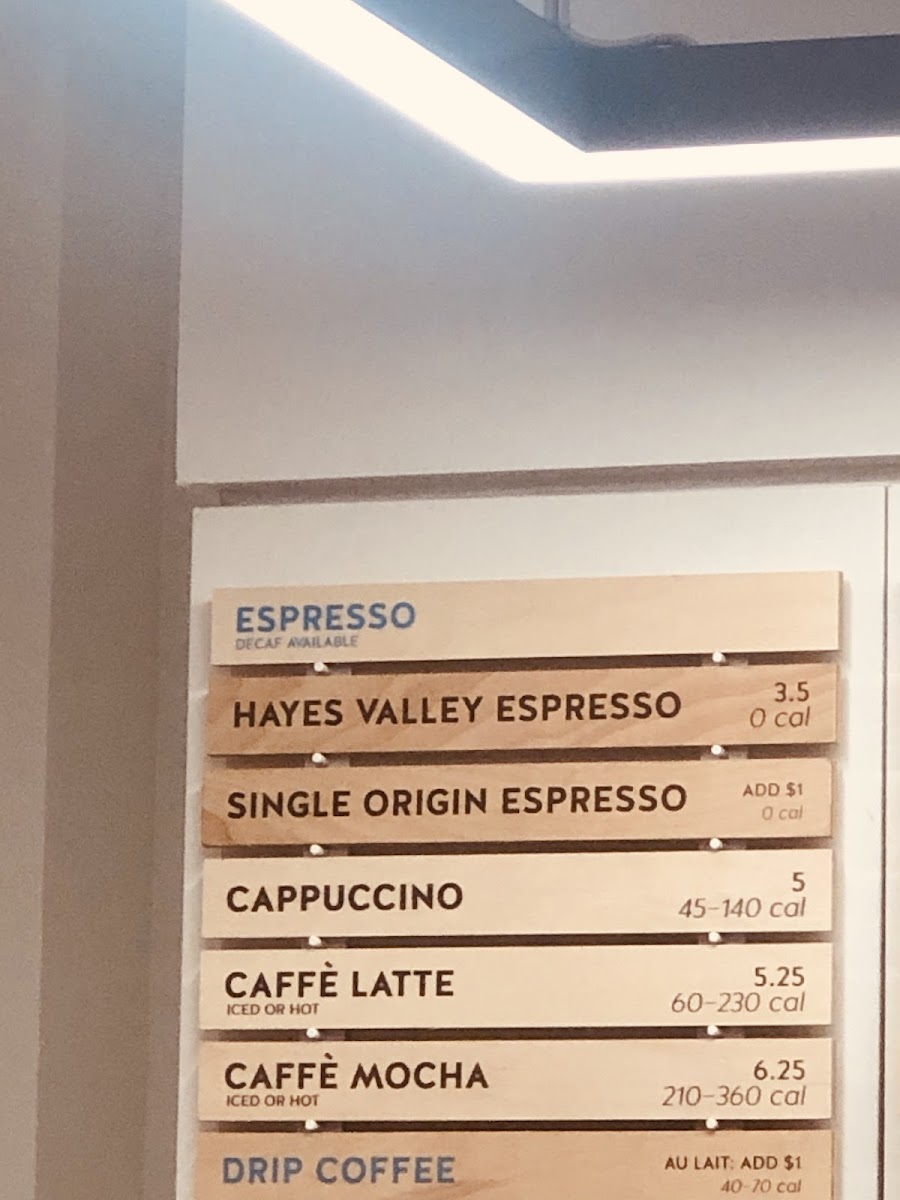 ESPRESSO
DECAF AVAILABLE
HAYES VALLEY ESPRESSO
3.5
0 cal
SINGLE ORIGIN ESPRESSO
ADD $1
0 cal
CAPPUCCINO
5
45–140 cal
CAFFÈ LATTE
ICED OR HOT
5.25
60–230 cal
CAFFÈ MOCHA
ICED OR HOT
6.25
210–360 cal
DRIP COFFEE
AU LAIT: ADD $1
40-70 cal